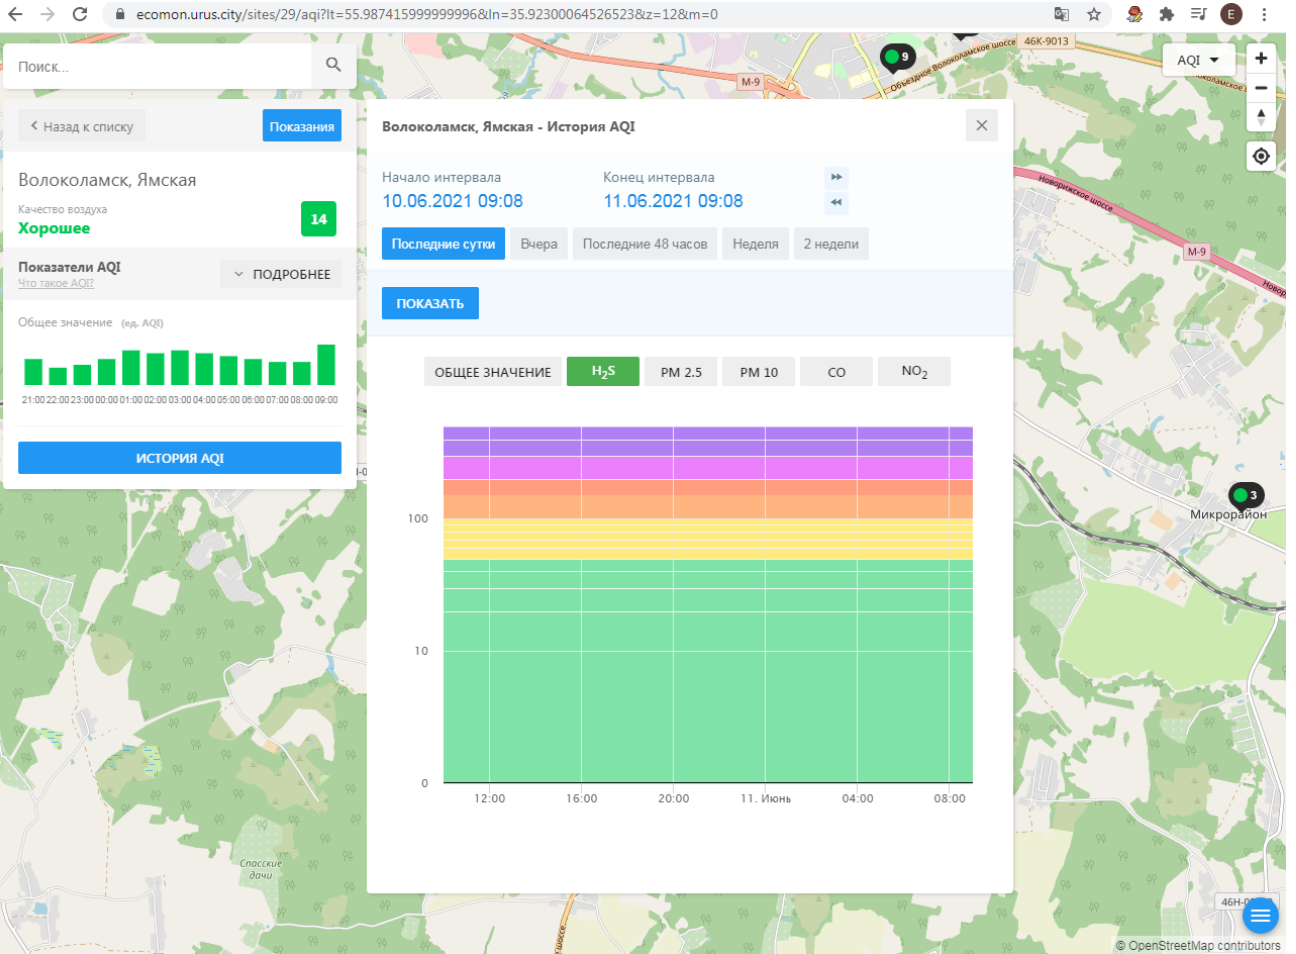 ecomon.urus.city/sites/29/aqi?lt=55.987415999999996&ln=35.92300064526523&z=12&m=0
E
Поиск...
46К-9013
Объездное Волоколамское шоссе
9
М-9
AQI
Назад к списку
Показания
Волоколамск, Ямская - История AQI
Волоколамск, Ямская
Качество воздуха
Хорошее
14
Начало интервала
Конец интервала
10.06.2021 09:08
11.06.2021 09:08
Новорижское шоссе
Последние сутки
Вчера
Последние 48 часов
Неделя
2 недели
М-9
Показатели AQI
Что такое AQI?
ПОДРОБНЕЕ
ПОКАЗАТЬ
Общее значение (ед. AQI)
21:00 22:00 23:00 00:00 01:00 02:00 03:00 04:00 05:00 06:00 07:00 08:00 09:00
ОБЩЕЕ ЗНАЧЕНИЕ
H2S
PM 2.5
PM 10
CO
NO2
ИСТОРИЯ AQI
3
Микрорайон
100
10
0
12:00
16:00
20:00
11. Июнь
04:00
08:00
Спасские
дачи
© OpenStreetMap contributors